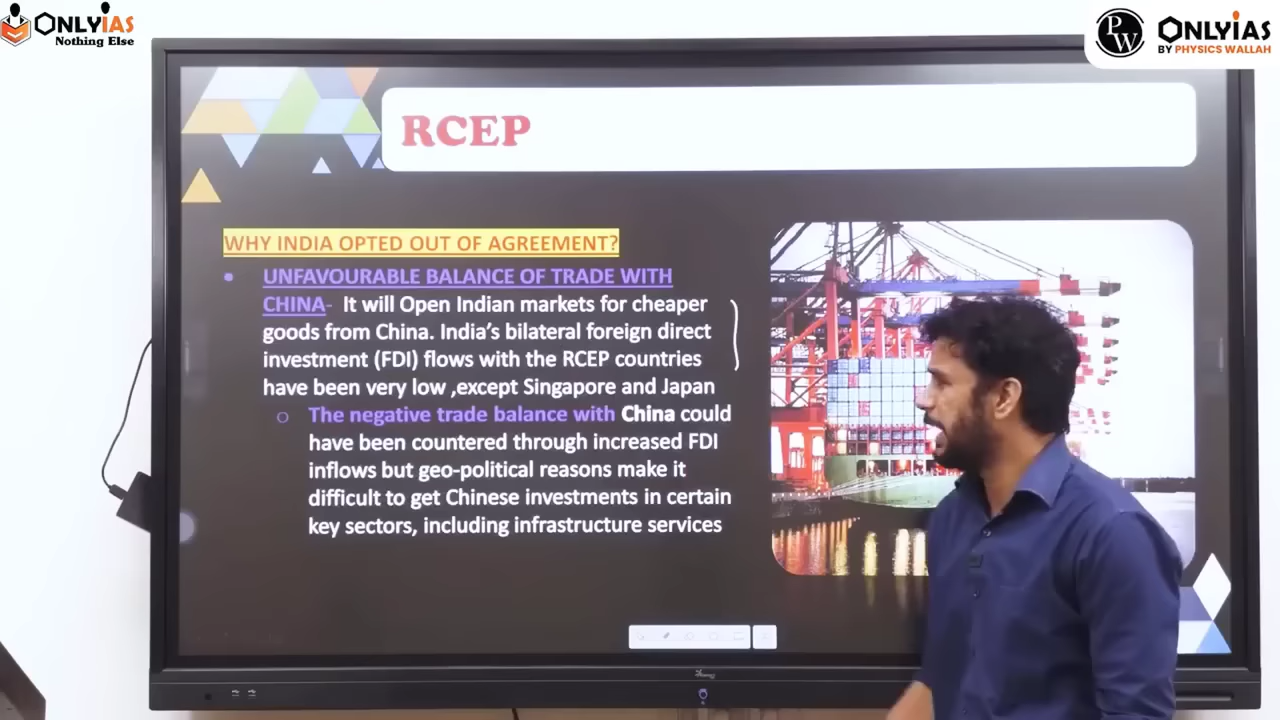 ONLYIAS
Nothing Else
PW
ONLYIAS
BY PHYSICS WALLAH
RCEP
WHY INDIA OPTED OUT OF AGREEMENT?
• UNFAVOURABLE BALANCE OF TRADE WITH
CHINA- It will Open Indian markets for cheaper
goods from China. India's bilateral foreign direct
investment (FDI) flows with the RCEP countries
have been very low ,except Singapore and Japan
o The negative trade balance with China could
have been countered through increased FDI
inflows but geo-political reasons make it
difficult to get Chinese investments in certain
key sectors, including infrastructure services